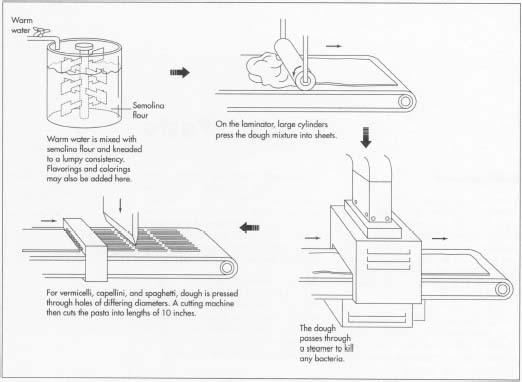 Warm
water
Semolina
flour
Warm water is mixed with
semolina flour and kneaded
to a lumpy consistency.
Flavorings and colorings
may also be added here.
On the laminator, large cylinders
press the dough mixture into sheets.
The dough
passes through
a steamer to kill
any bacteria.
For vermicelli, capellini, and spaghetti, dough is pressed
through holes of differing diameters. A cutting machine
then cuts the pasta into lengths of 10 inches.